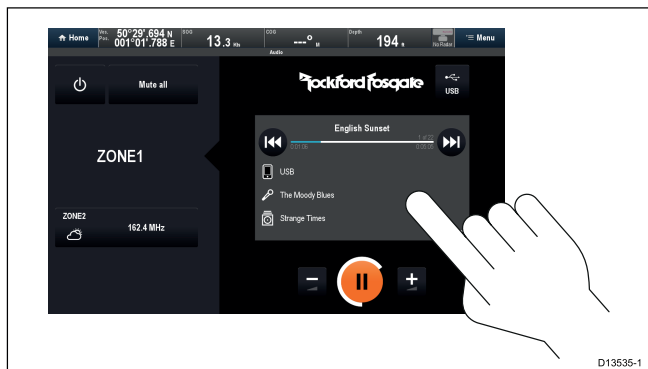 Home
Ves. Pos. 50°29'.694 N 001°01'.788 E
SOG 13.3 Kts
COG ---° M
Depth 194 ft
No Radar
Menu
Audio
Mute all
Rockford Fosgate
USB
English Sunset
1 of 22
0:01:06
0:05:05
ZONE1
USB
The Moody Blues
Strange Times
ZONE2
162.4 MHz
D13535-1